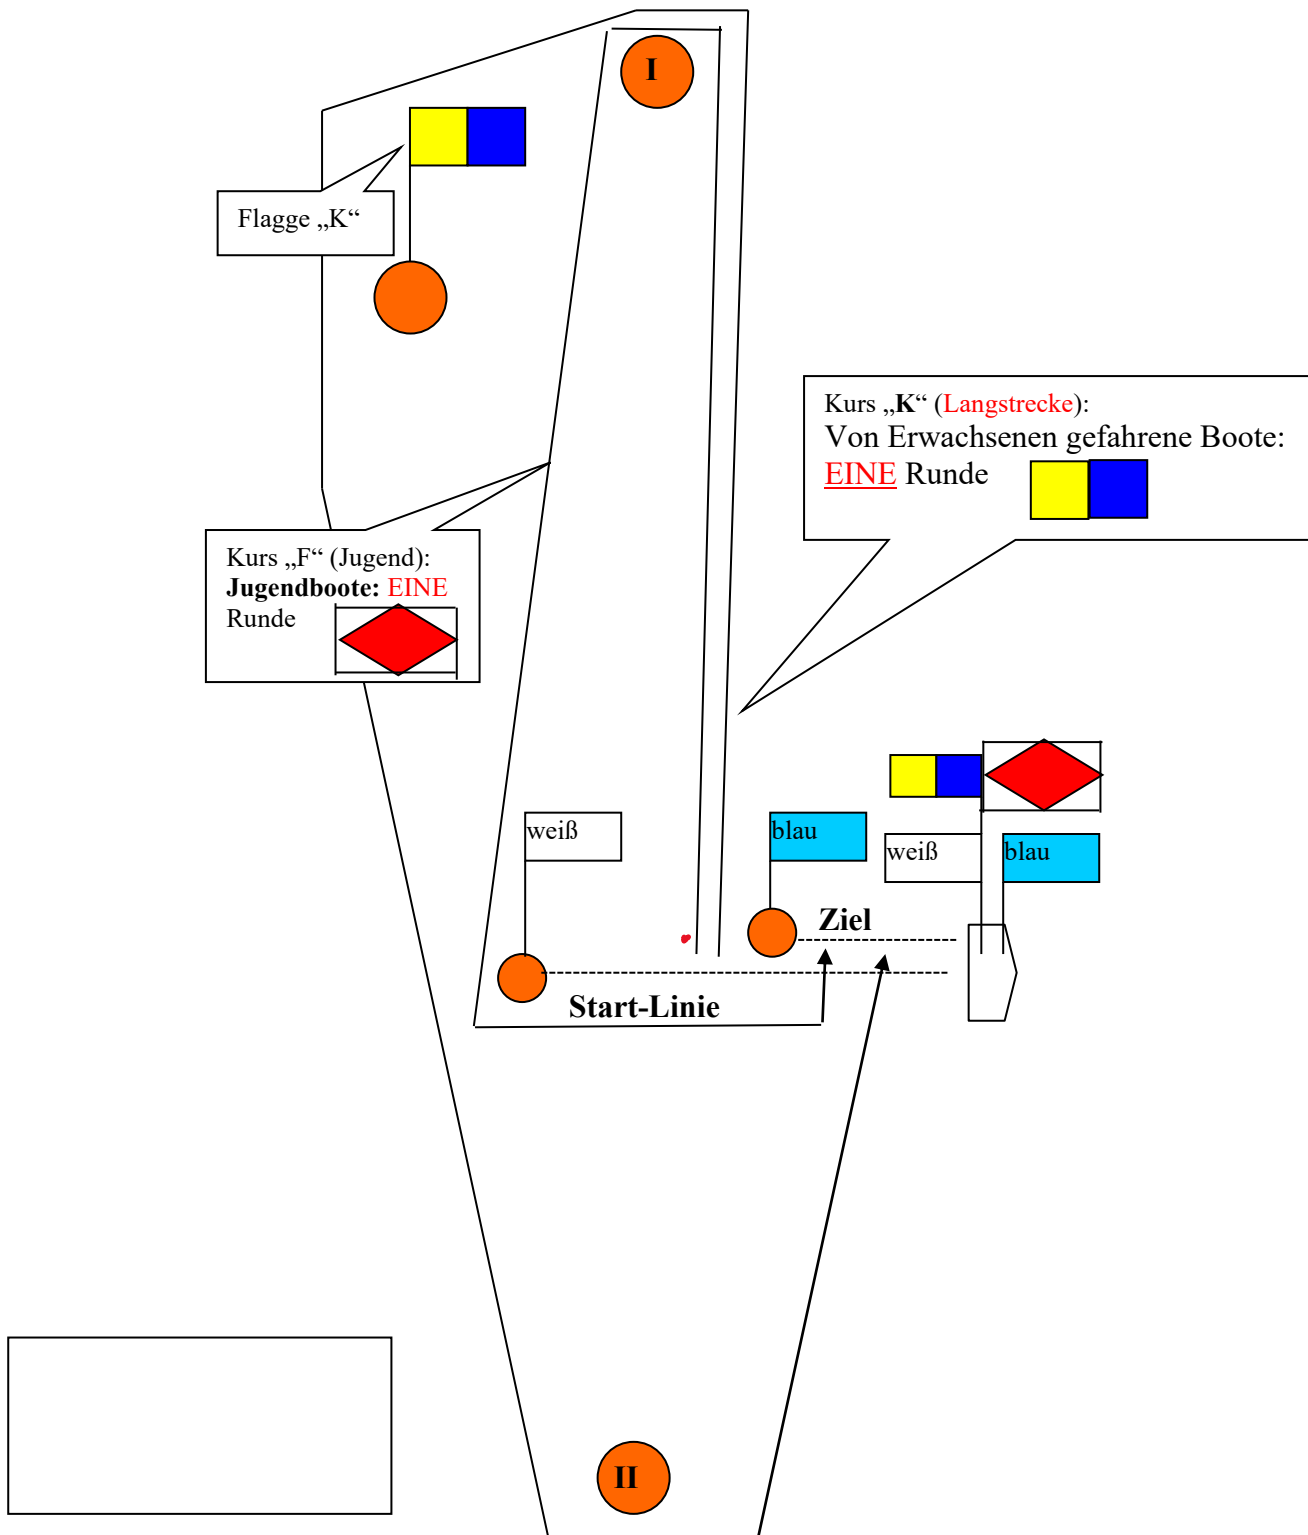 I
Flagge „K“
Kurs „K“ (Langstrecke):
Von Erwachsenen gefahrene Boote:
EINE Runde
Kurs „F“ (Jugend):
Jugendboote: EINE
Runde
weiß
blau
weiß
blau
Ziel
Start-Linie
II